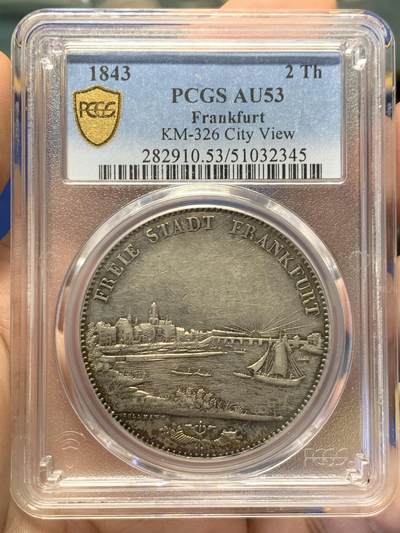 1843 2 Th
PCGS AU53
Frankfurt
KM-326 City View
282910.53/51032345
PCGS
FREIE STADT FRANKFURT
PCGS